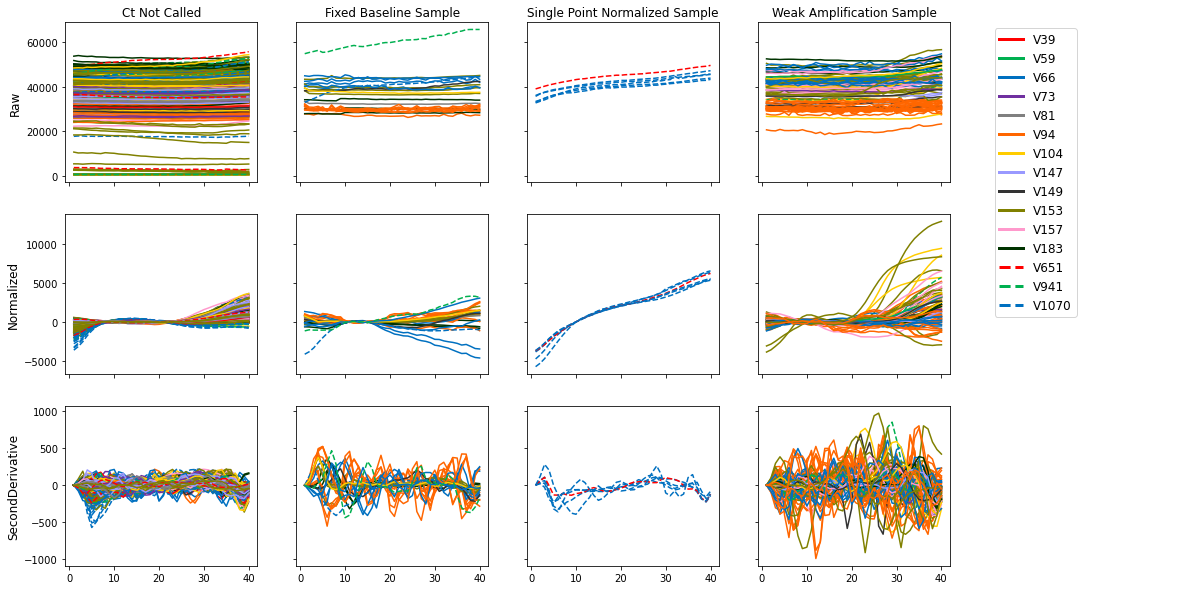 Ct Not Called
Fixed Baseline Sample
Single Point Normalized Sample
Weak Amplification Sample
Raw
60000
40000
20000
0
V39
V59
V66
V73
V81
V94
V104
V147
V149
V153
V157
V183
V651
V941
V1070
Normalized
10000
5000
0
−5000
SecondDerivative
1000
500
0
−500
−1000
0 10 20 30 40
0 10 20 30 40
0 10 20 30 40
0 10 20 30 40